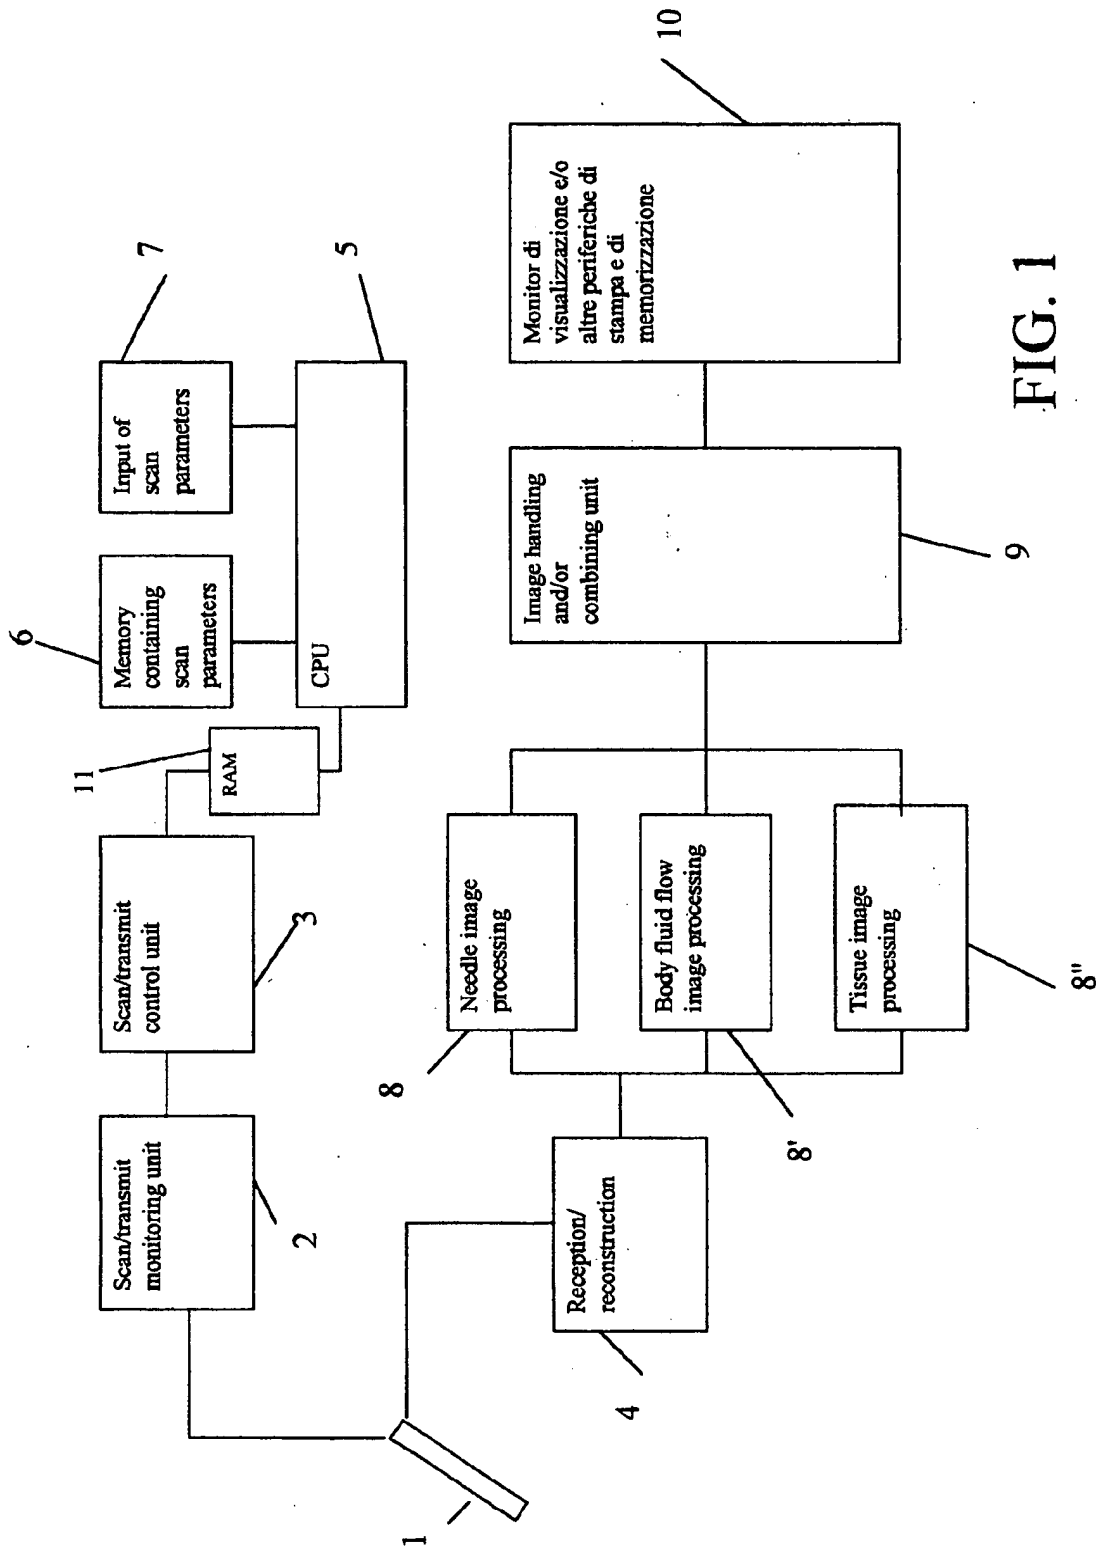 6
7
Memory
containing
scan
parameters
Input of
scan
parameters
11
RAM
CPU
5
Scan/transmit
monitoring unit
2
Scan/transmit
control unit
3
1
Reception/
reconstruction
4
Needle image
processing
8
Body fluid flow
image processing
8'
Tissue image
processing
8"
Image handling
and/or
combining unit
9
Monitor di
visualizzazione e/o
altre periferiche di
stampa e di
memorizzazione
10
FIG. 1